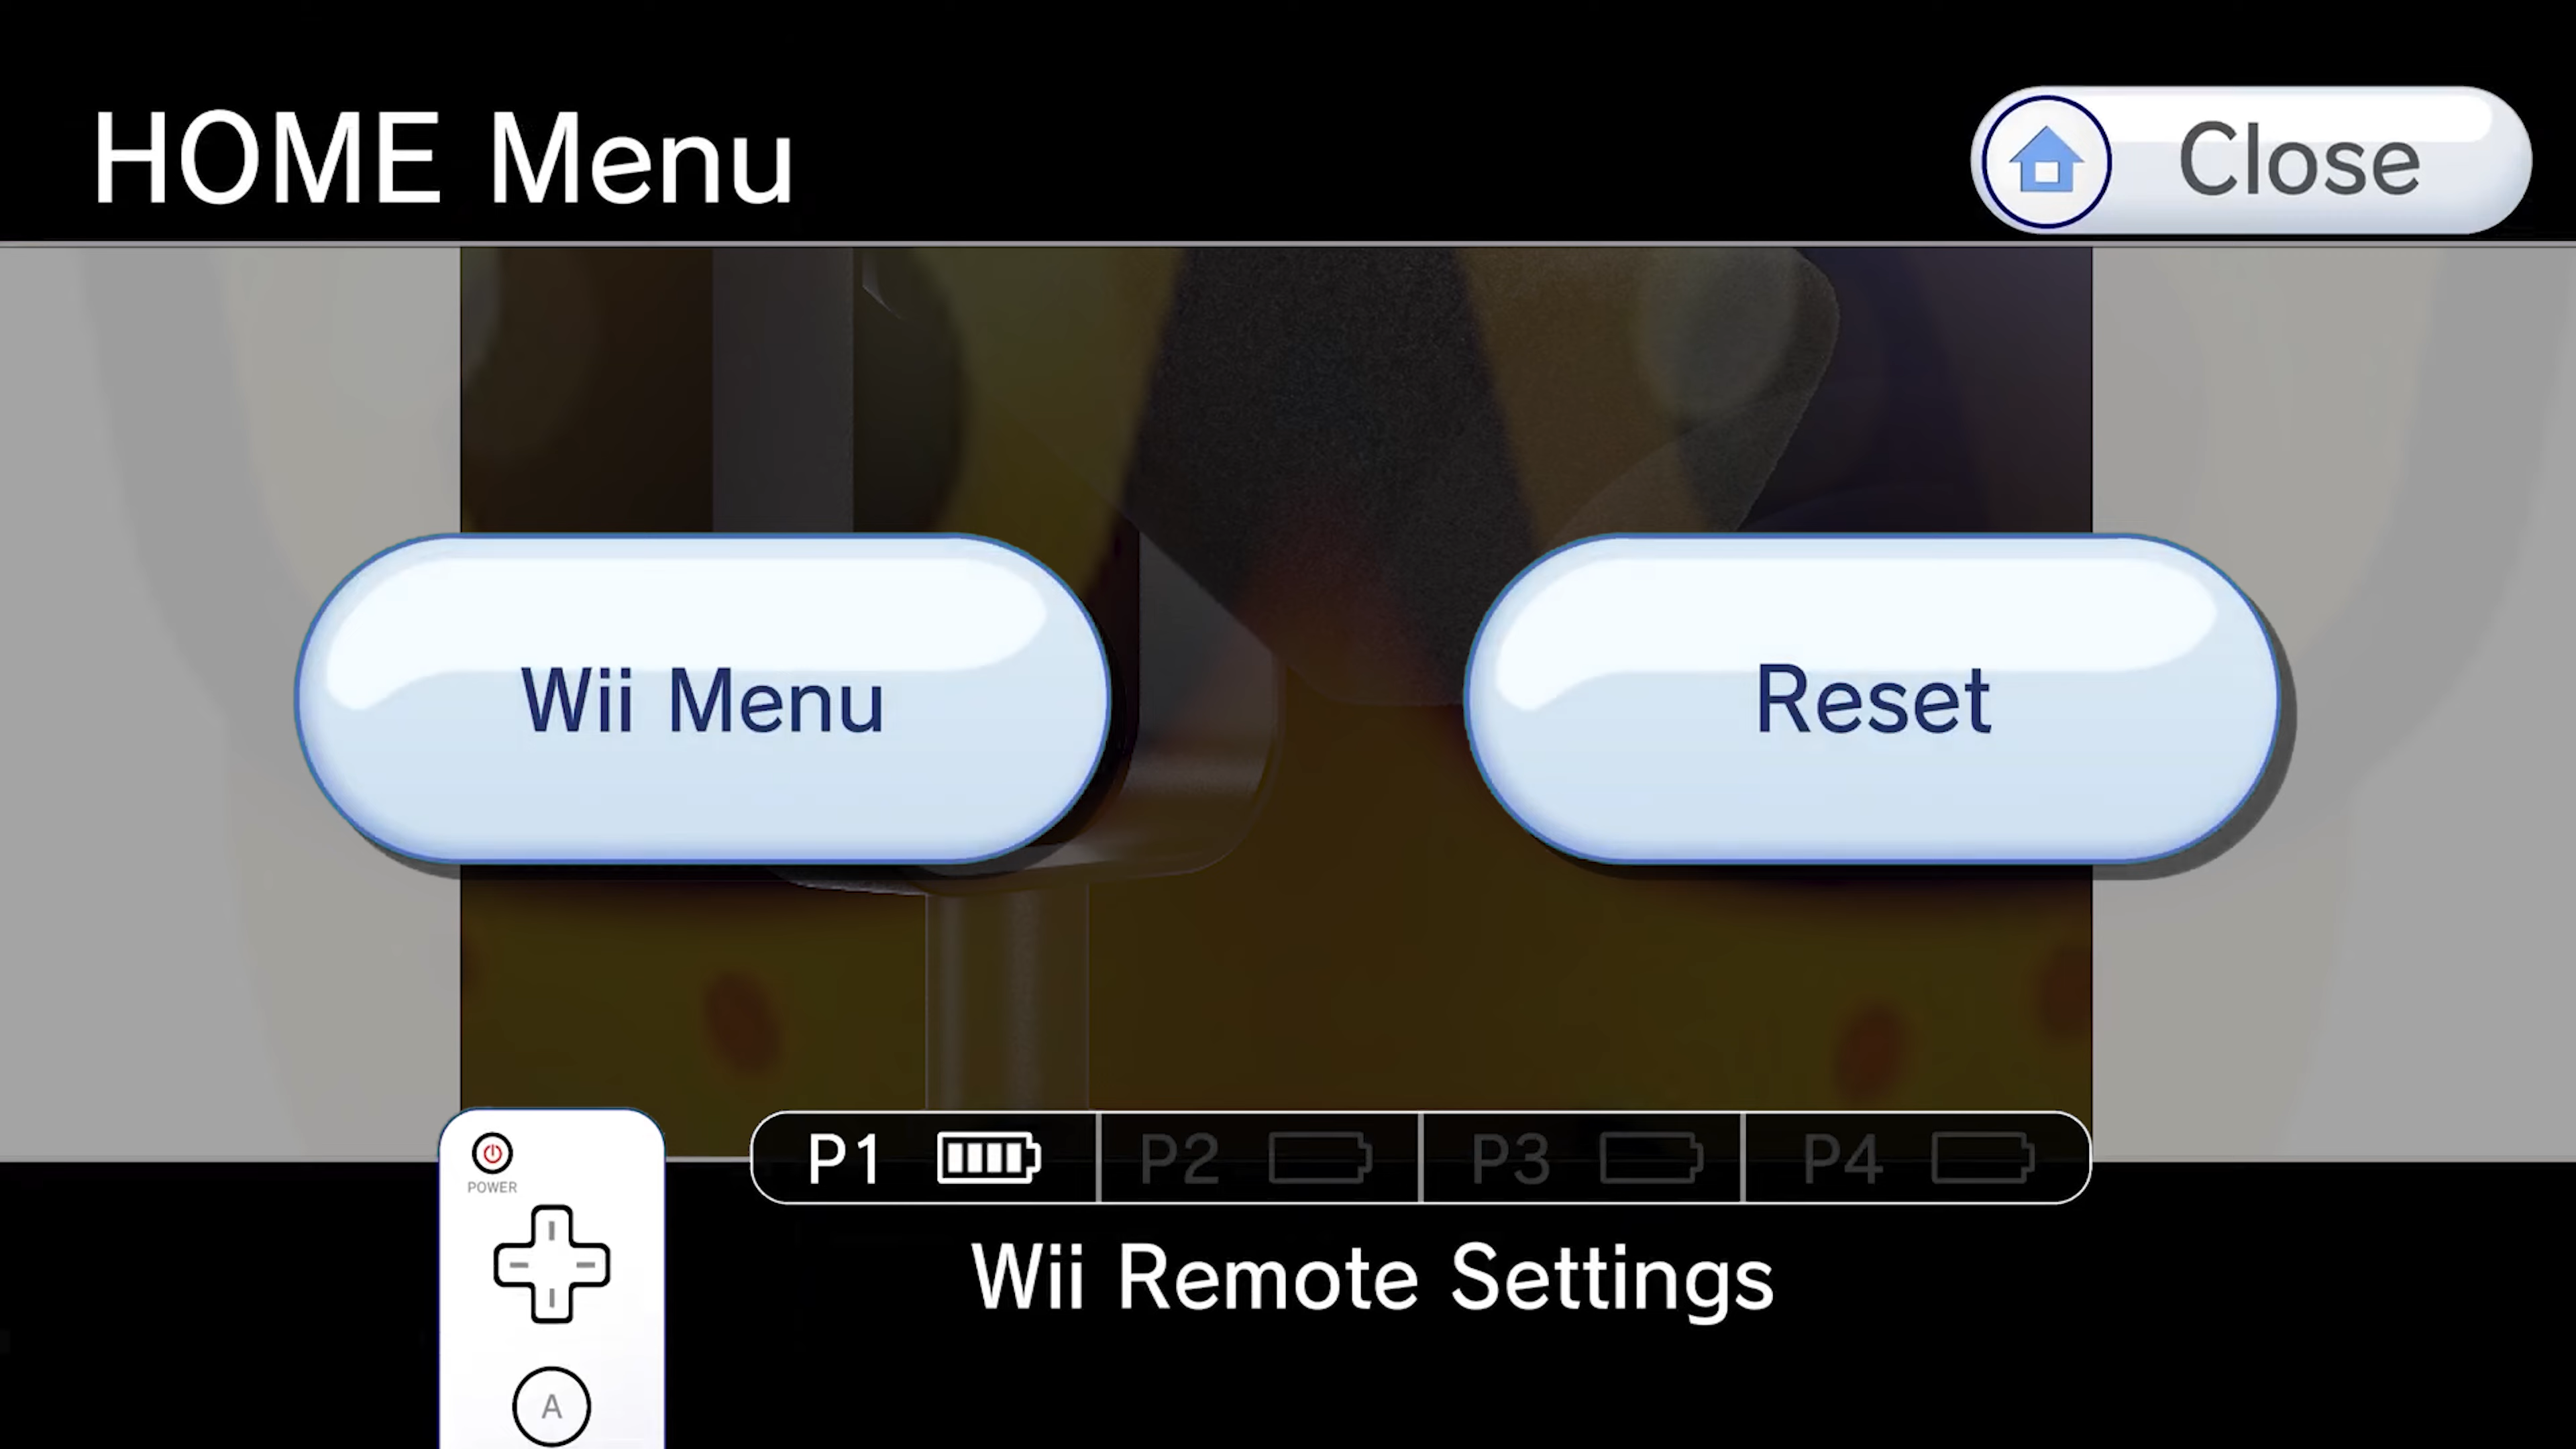 HOME Menu
Close
Wii Menu
Reset
P1
P2
P3
P4
POWER
Wii Remote Settings
A